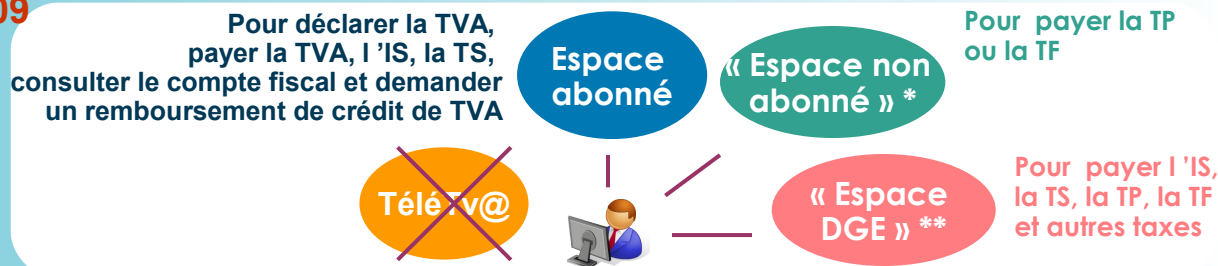 09
Pour déclarer la TVA,
payer la TVA, l ’IS, la TS,
consulter le compte fiscal et demander
un remboursement de crédit de TVA
Espace
abonné
« Espace non
abonné » *
Pour payer la TP
ou la TF
TéléTv@
« Espace
DGE » **
Pour payer l ’IS,
la TS, la TP, la TF
et autres taxes